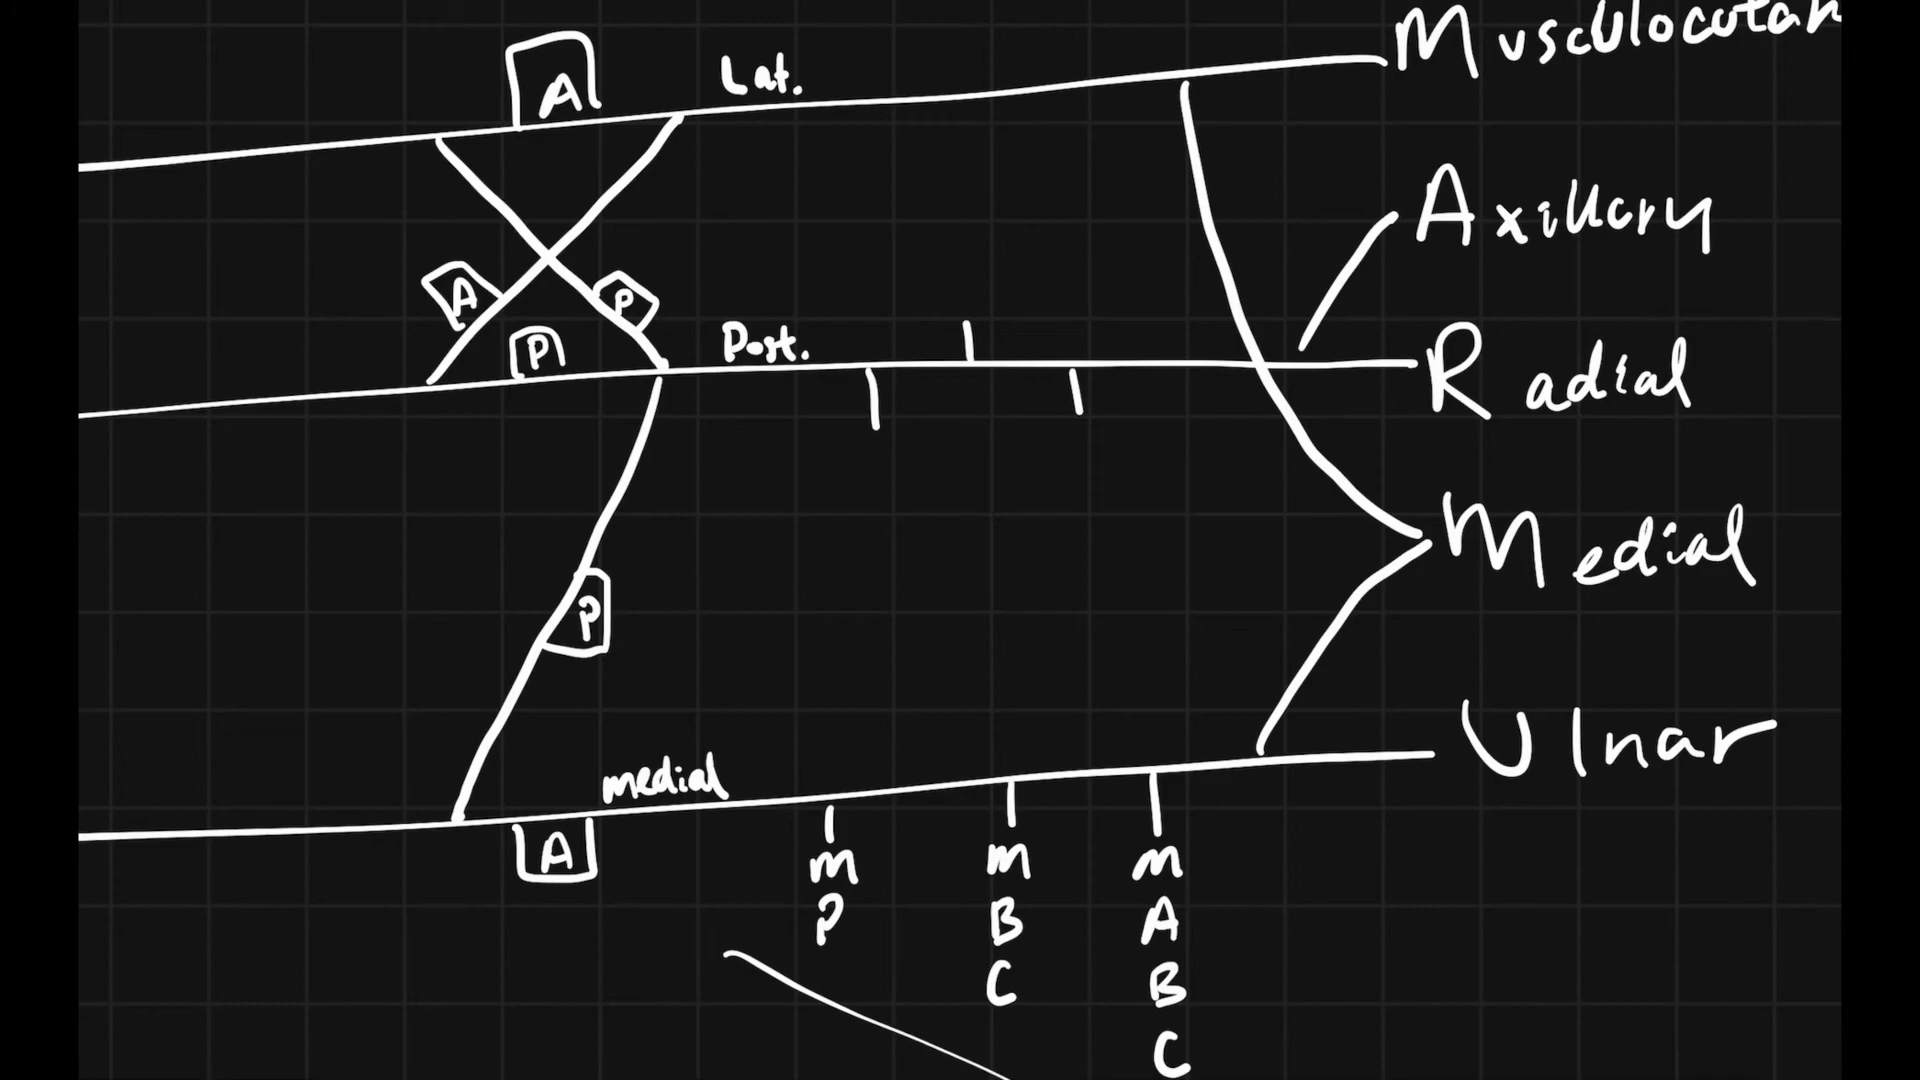 Musculocutan
A
Lat.
Axillary
A
P
P
Post.
Radial
Medial
P
Ulnar
medial
A
M
P
M
B
C
M
A
B
C